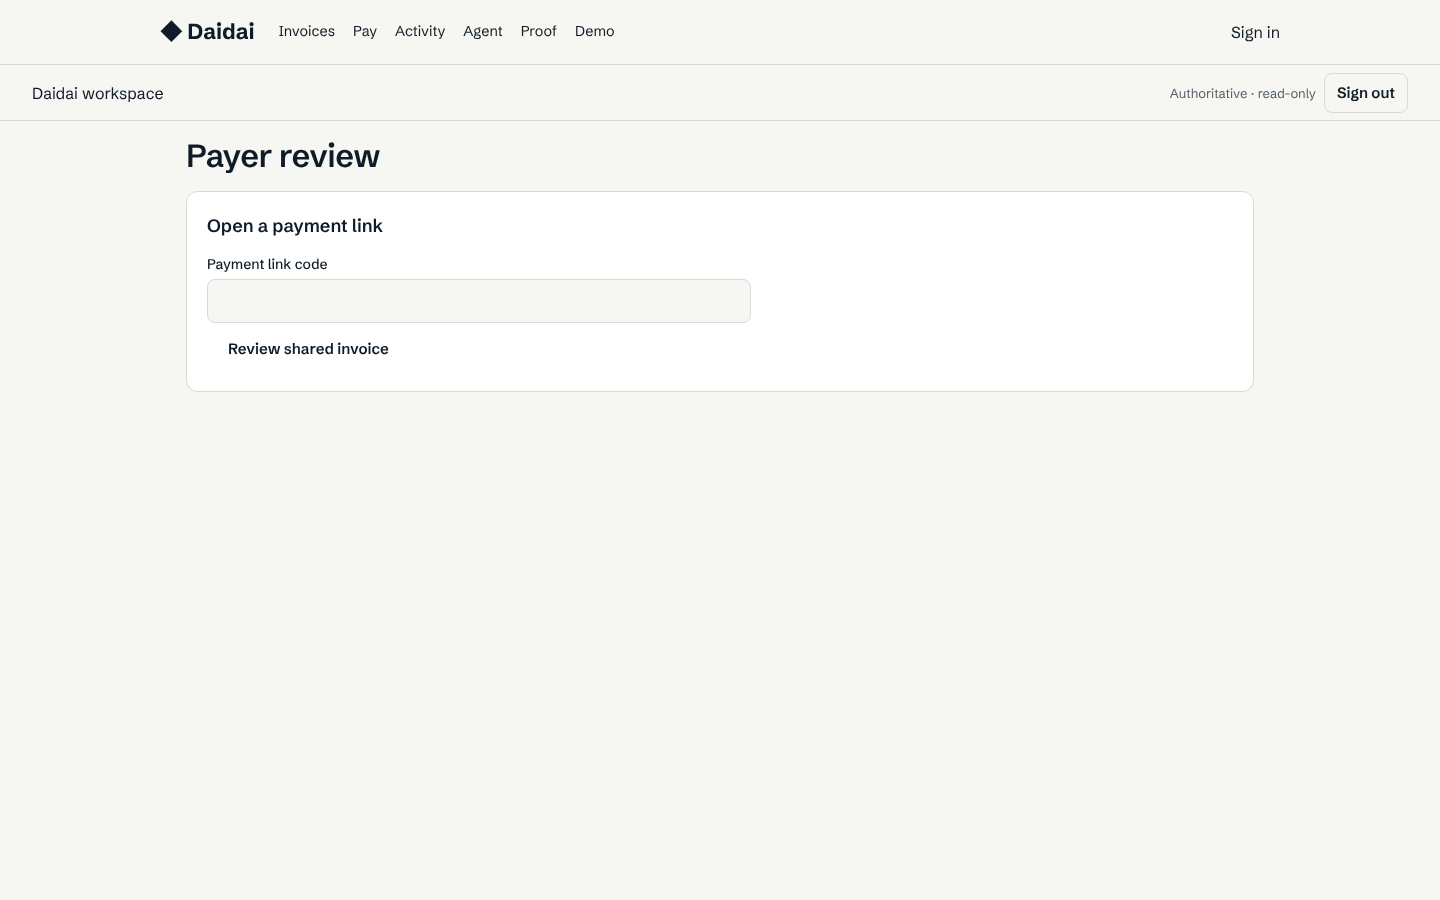 Daidai Invoices Pay Activity Agent Proof Demo Sign in
Daidai workspace Authoritative · read-only Sign out
Payer review
Open a payment link
Payment link code
Review shared invoice